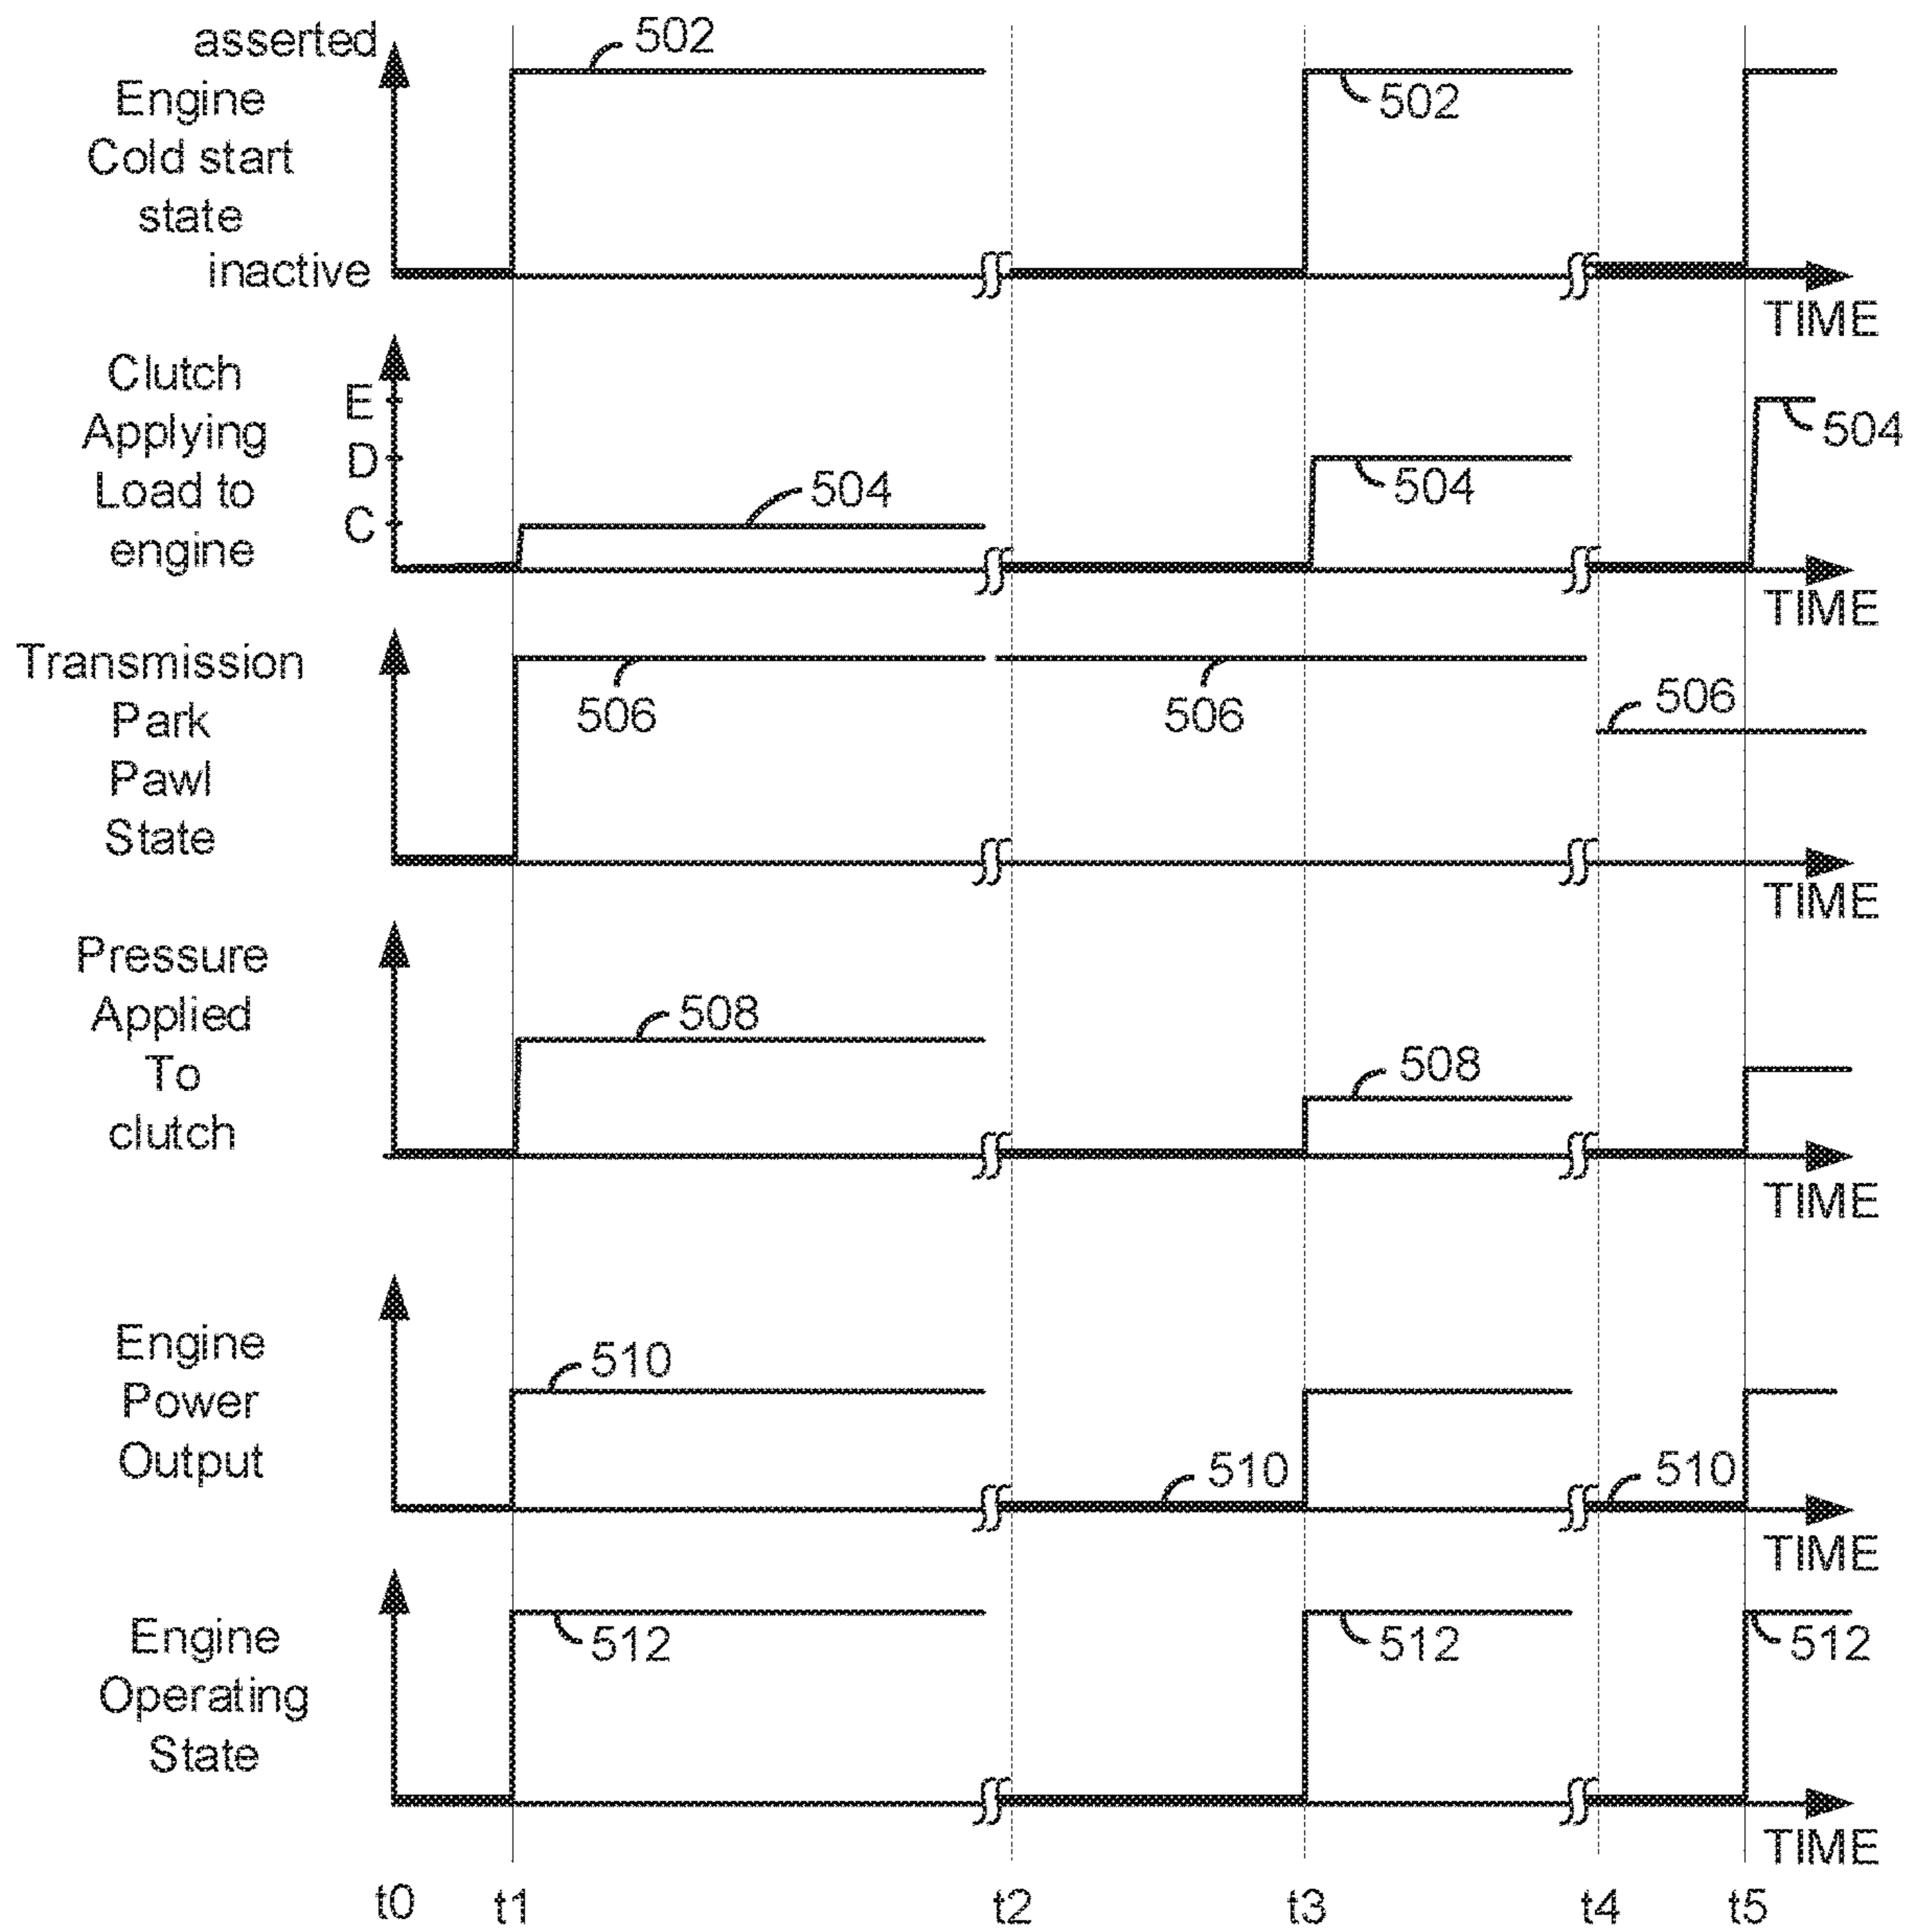 asserted
Engine
Cold start
state
inactive
502
502
TIME
Clutch
Applying
Load to
engine
E
D
C
504
504
504
TIME
Transmission
Park
Pawl
State
506
506
506
TIME
Pressure
Applied
To
clutch
508
508
TIME
Engine
Power
Output
510
510
510
TIME
Engine
Operating
State
512
512
512
TIME
t0 t1 t2 t3 t4 t5